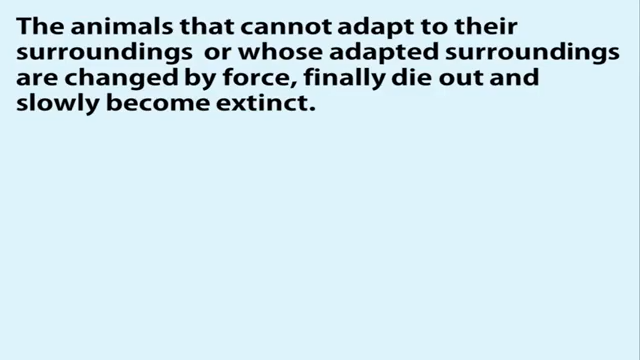 The animals that cannot adapt to their
surroundings  or whose adapted surroundings
are changed by force, finally die out and
slowly become extinct.